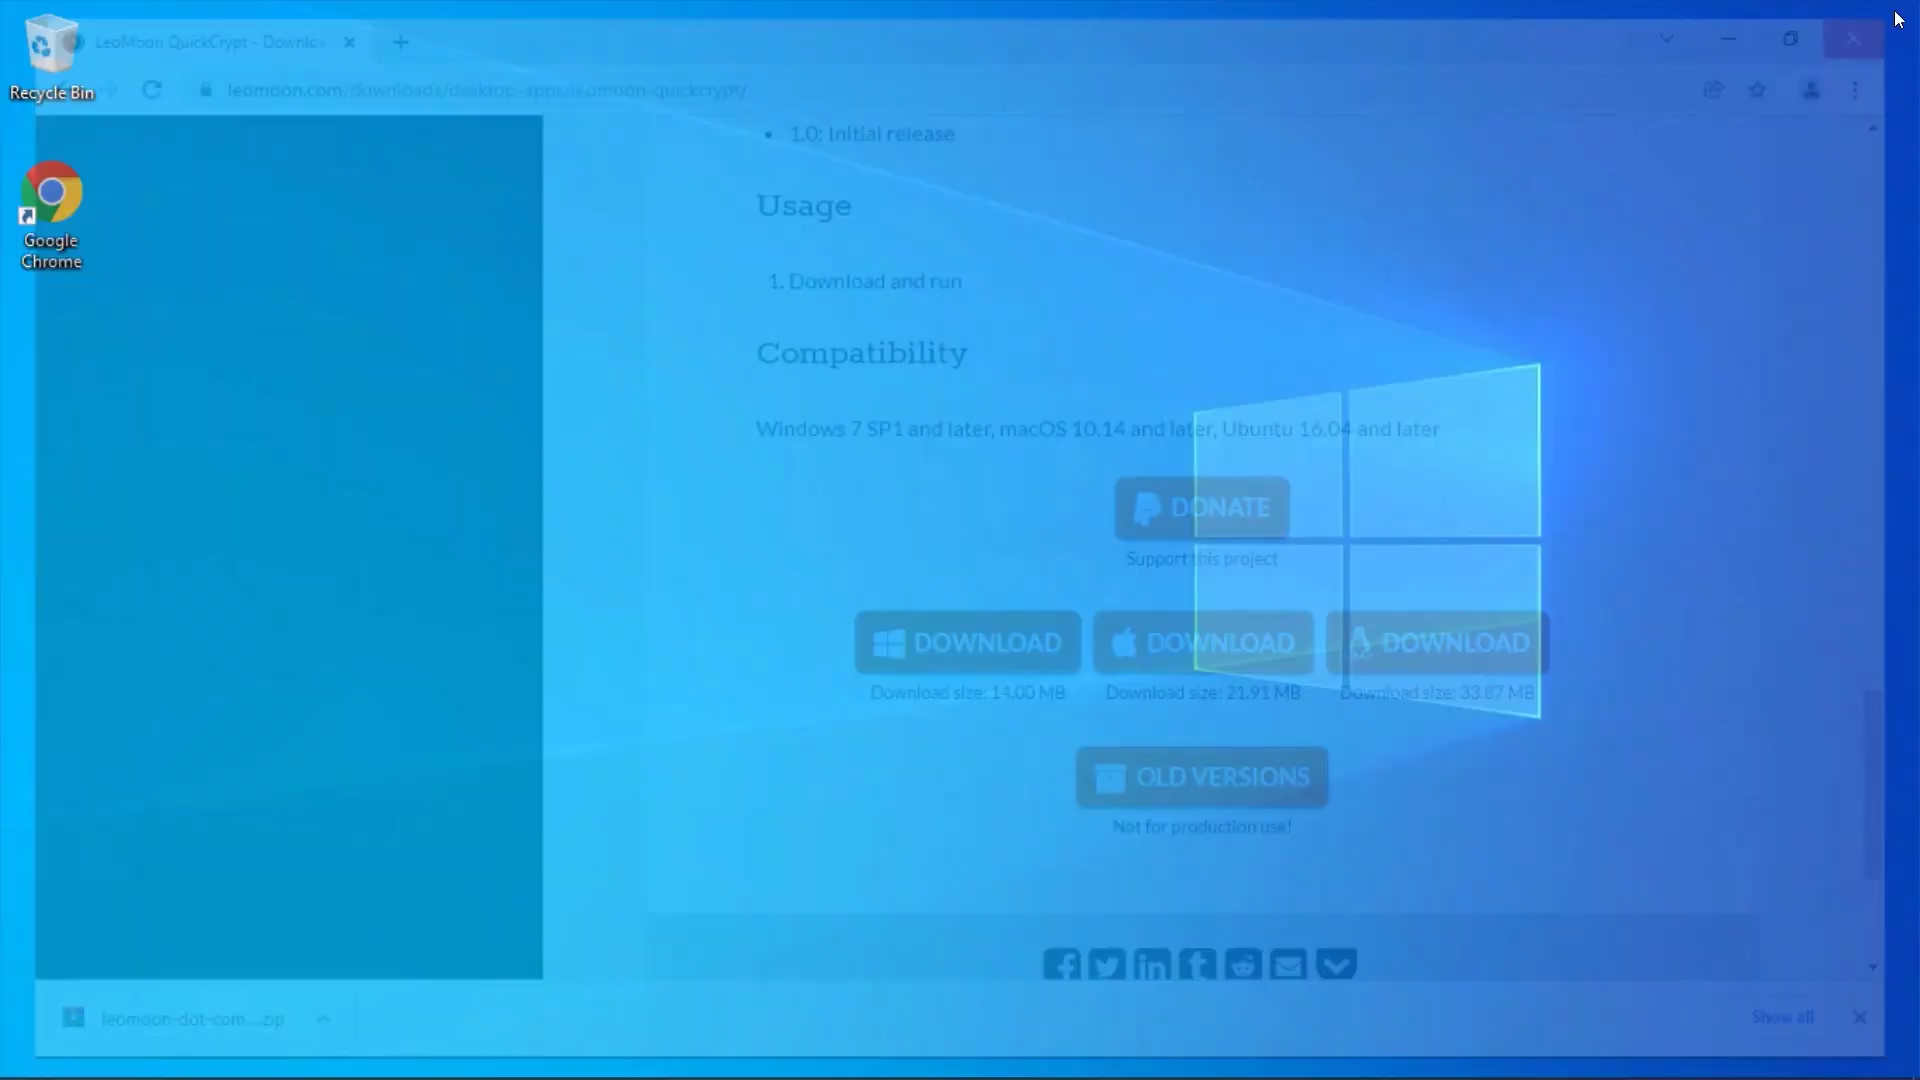 Recycle Bin
Google
Chrome
LeoMoon QuickCrypt - Downlo
leomoon.com/downloads/desktop-apps/leomoon-quickcrypt/
• 1.0: Initial release
Usage
1. Download and run
Compatibility
Windows 7 SP1 and later, macOS 10.14 and later, Ubuntu 16.04 and later
DONATE
Support this project
DOWNLOAD
DOWNLOAD
DOWNLOAD
Download size: 14.00 MB
Download size: 21.91 MB
Download size: 33.87 MB
OLD VERSIONS
Not for production use!
leomoon-dot-com....zip
Show all